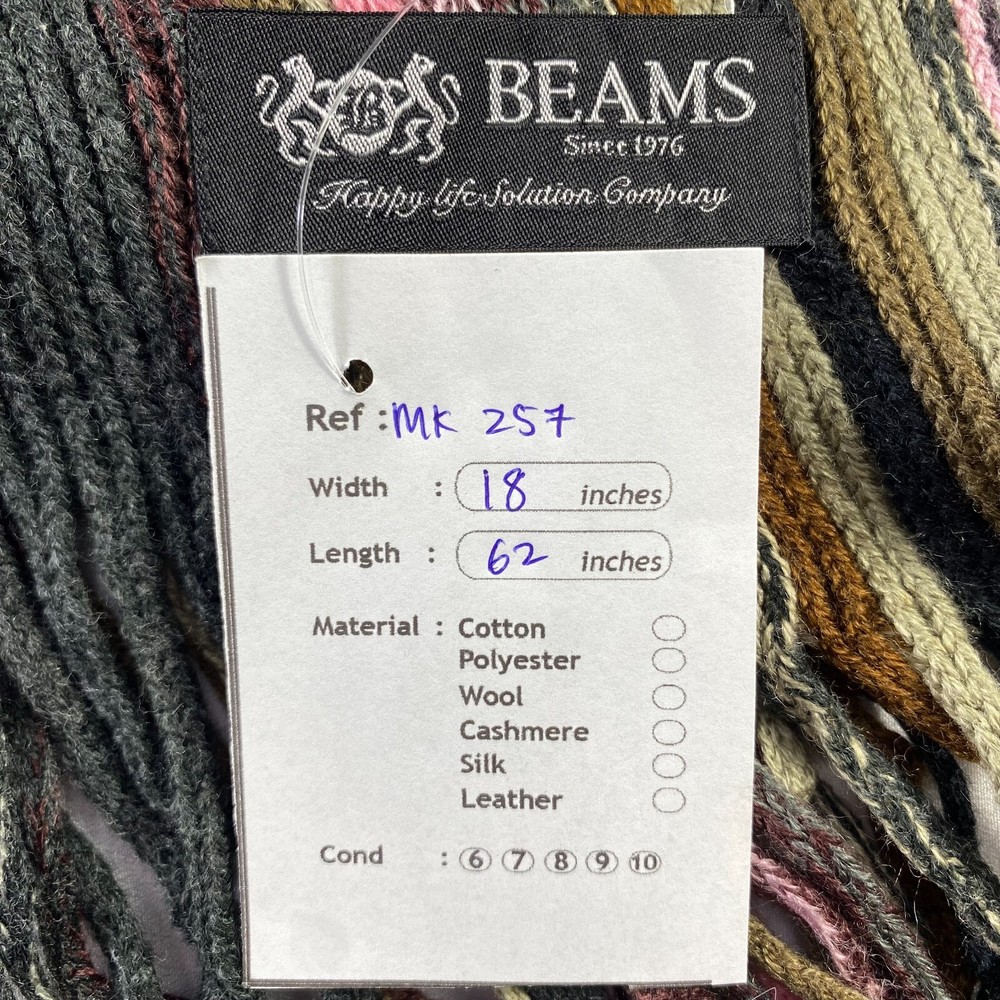 BEAMS
Since 1976
Happy life Solution Company
Ref : MK 257
Width : 18 inches
Length : 62 inches
Material : Cotton
Polyester
Wool
Cashmere
Silk
Leather
Cond : 6 7 8 9 10